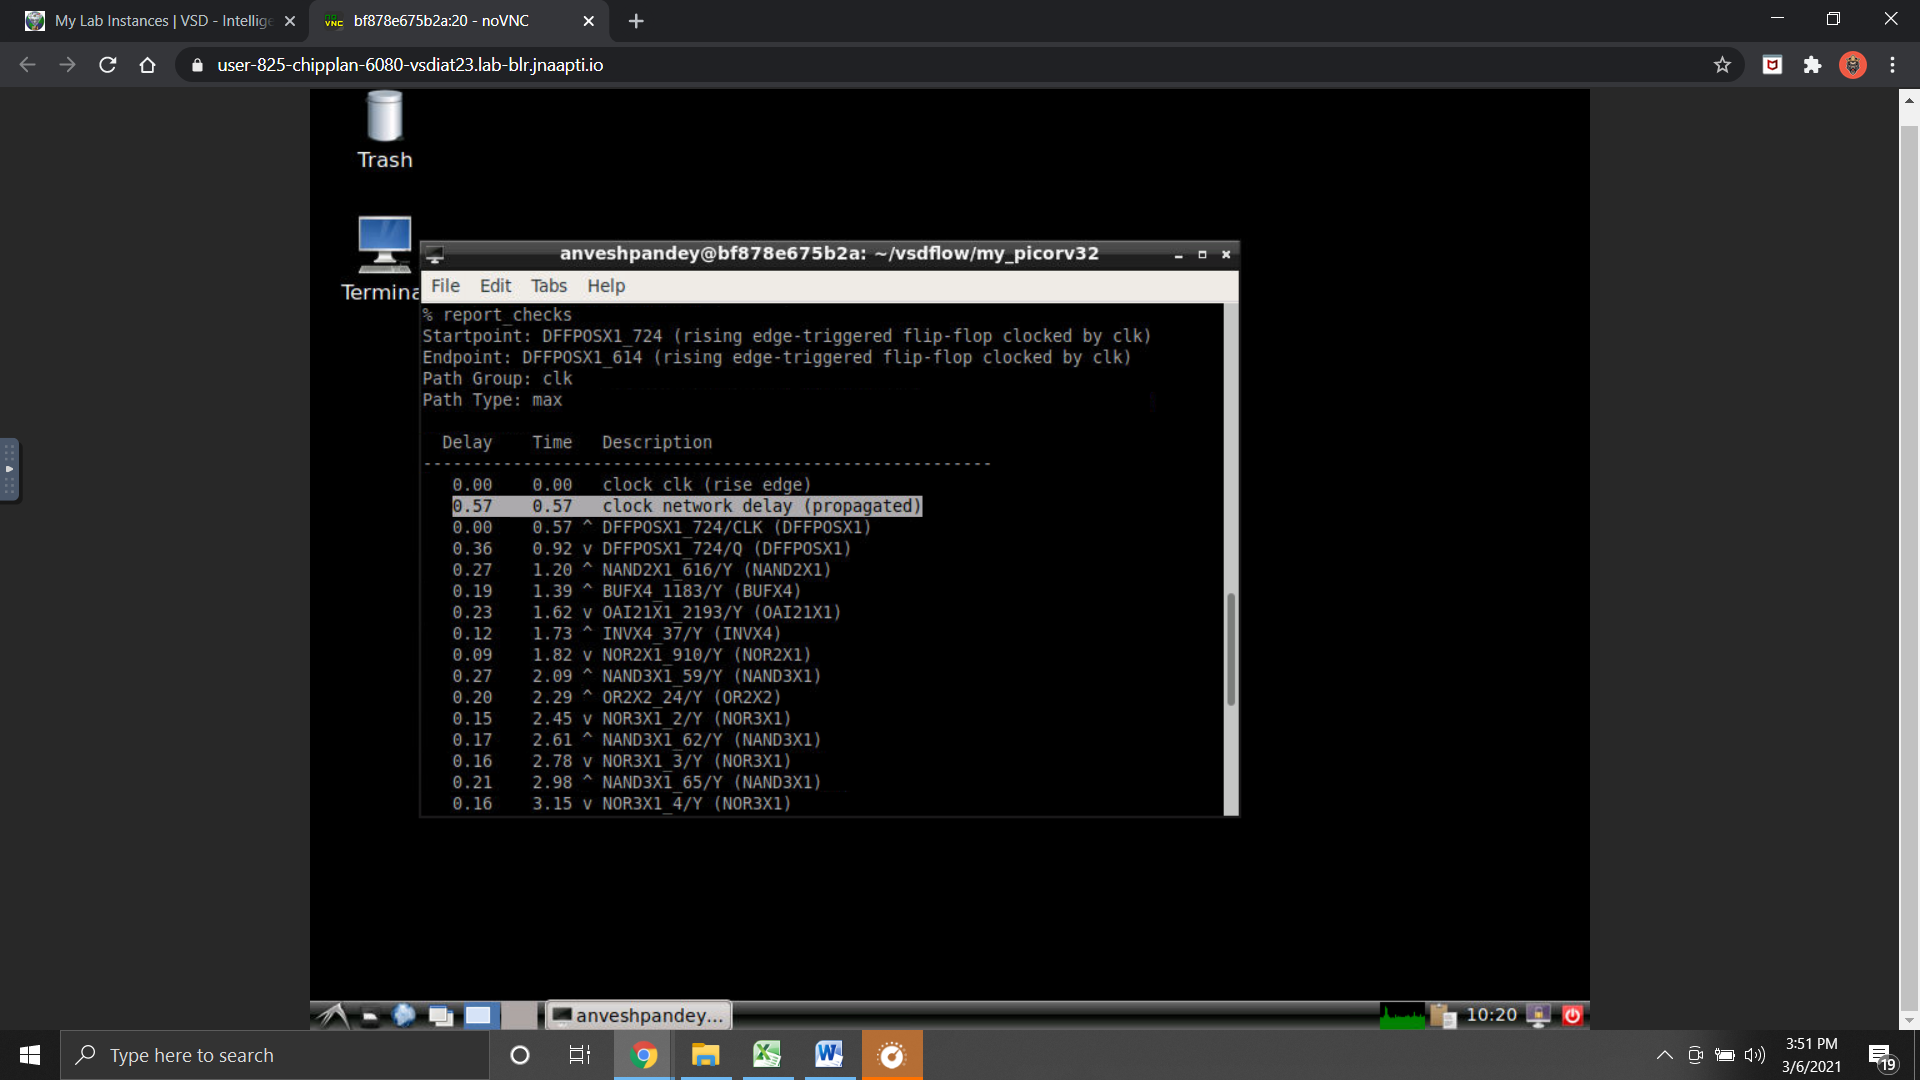 My Lab Instances | VSD - Intellige
bf878e675b2a:20 - noVNC
user-825-chipplan-6080-vsdiat23.lab-blr.jnaapti.io
Trash
Termina
anveshpandey@bf878e675b2a: ~/vsdflow/my_picorv32
File Edit Tabs Help
% report_checks
Startpoint: DFFPOSX1_724 (rising edge-triggered flip-flop clocked by clk)
Endpoint: DFFPOSX1_614 (rising edge-triggered flip-flop clocked by clk)
Path Group: clk
Path Type: max
Delay Time Description
---------------------------------------------------------
0.00 0.00 clock clk (rise edge)
0.57 0.57 clock network delay (propagated)
0.00 0.57 ^ DFFPOSX1_724/CLK (DFFPOSX1)
0.36 0.92 v DFFPOSX1_724/Q (DFFPOSX1)
0.27 1.20 ^ NAND2X1_616/Y (NAND2X1)
0.19 1.39 ^ BUFX4_1183/Y (BUFX4)
0.23 1.62 v OAI21X1_2193/Y (OAI21X1)
0.12 1.73 ^ INVX4_37/Y (INVX4)
0.09 1.82 v NOR2X1_910/Y (NOR2X1)
0.27 2.09 ^ NAND3X1_59/Y (NAND3X1)
0.20 2.29 ^ OR2X2_24/Y (OR2X2)
0.15 2.45 v NOR3X1_2/Y (NOR3X1)
0.17 2.61 ^ NAND3X1_62/Y (NAND3X1)
0.16 2.78 v NOR3X1_3/Y (NOR3X1)
0.21 2.98 ^ NAND3X1_65/Y (NAND3X1)
0.16 3.15 v NOR3X1_4/Y (NOR3X1)
anveshpandey...
10:20
Type here to search
3:51 PM
3/6/2021
19